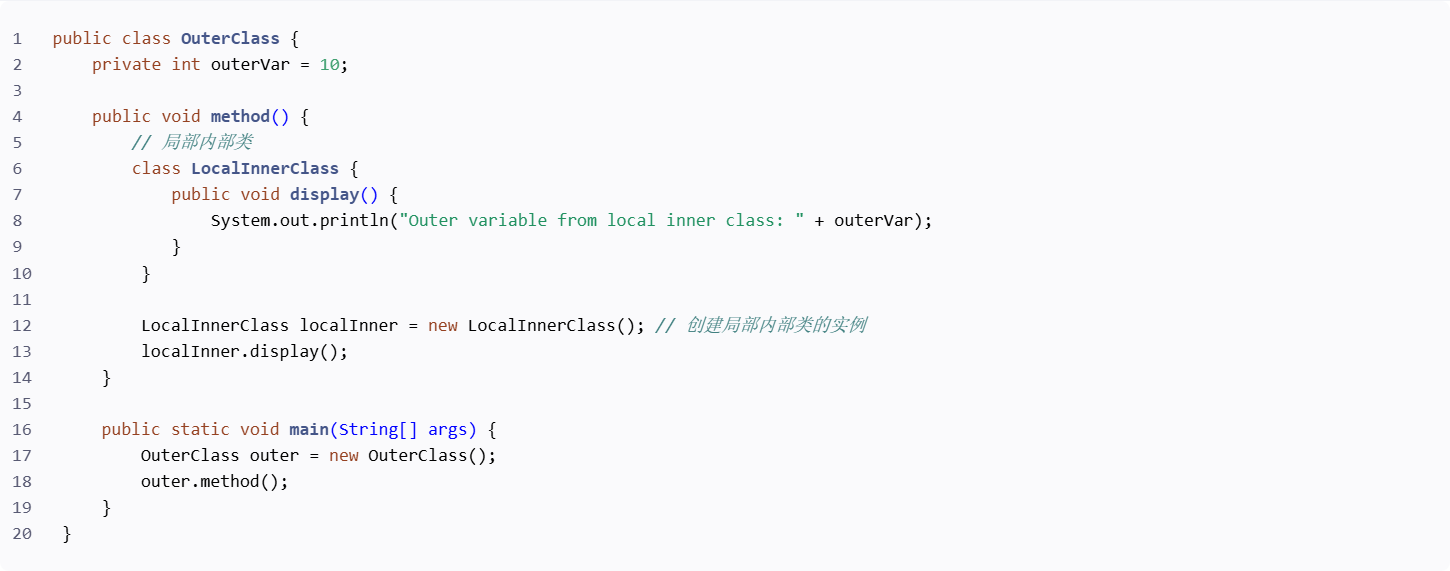 1 public class OuterClass {
2     private int outerVar = 10;
3
4     public void method() {
5         // 局部内部类
6         class LocalInnerClass {
7             public void display() {
8                 System.out.println("Outer variable from local inner class: " + outerVar);
9             }
10          }
11
12          LocalInnerClass localInner = new LocalInnerClass(); // 创建局部内部类的实例
13          localInner.display();
14      }
15
16      public static void main(String[] args) {
17          OuterClass outer = new OuterClass();
18          outer.method();
19      }
20  }